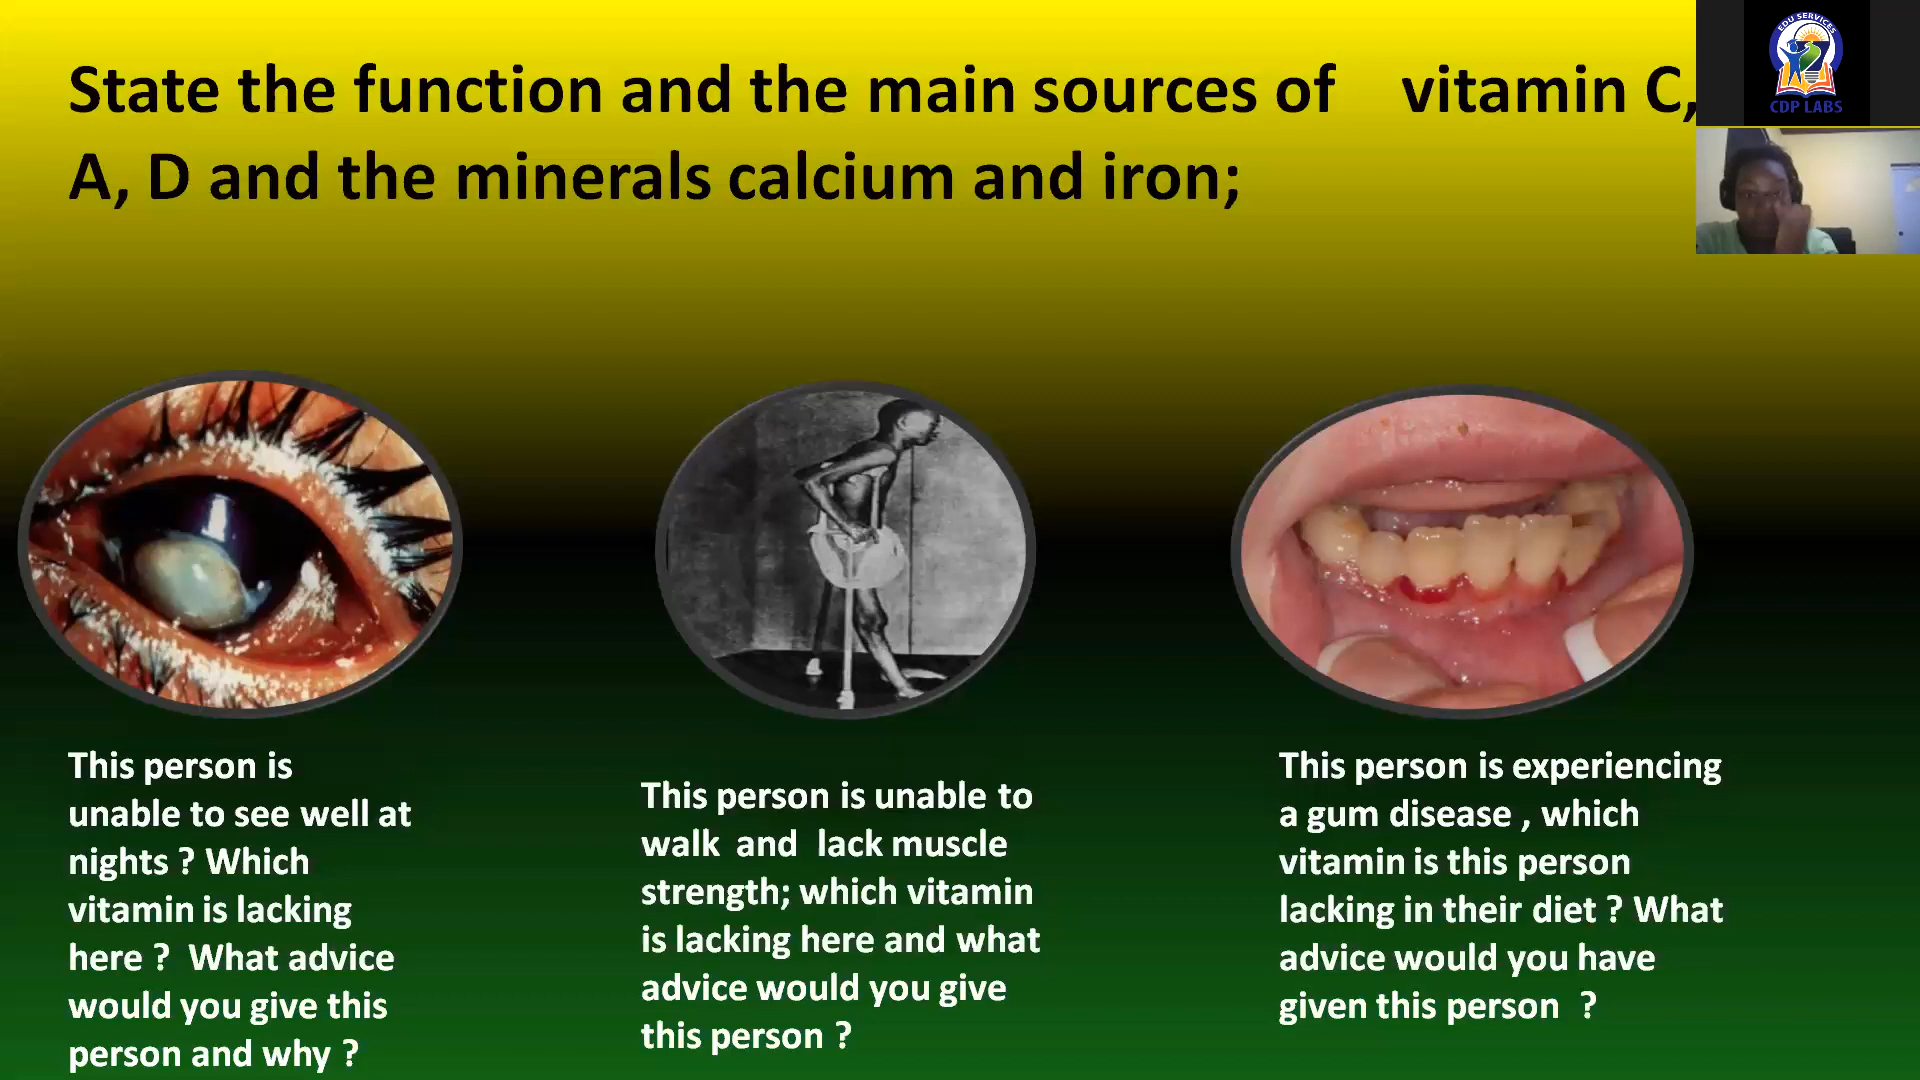 State the function and the main sources of vitamin C,
A, D and the minerals calcium and iron;
EDU SERVICES
CDP LABS
This person is
unable to see well at
nights ? Which
vitamin is lacking
here ? What advice
would you give this
person and why ?
This person is unable to
walk and lack muscle
strength; which vitamin
is lacking here and what
advice would you give
this person ?
This person is experiencing
a gum disease , which
vitamin is this person
lacking in their diet ? What
advice would you have
given this person ?